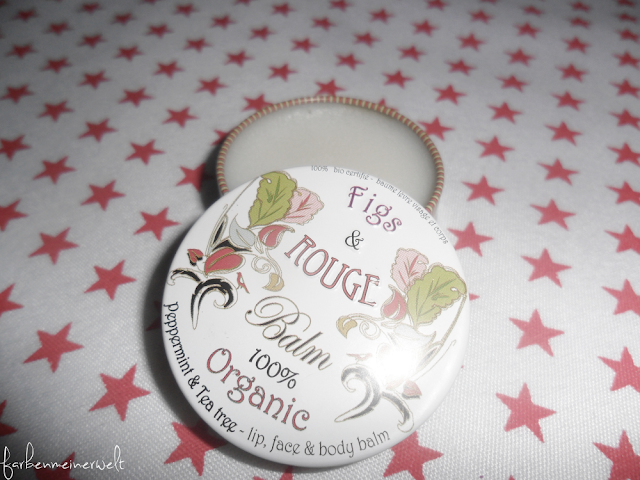 100% bio certifié - baume lèvre visage et corps
Figs
&
ROUGE
Balm
100%
Organic
Peppermint & Tea tree - lip, face & body balm
farbenmeinerwelt